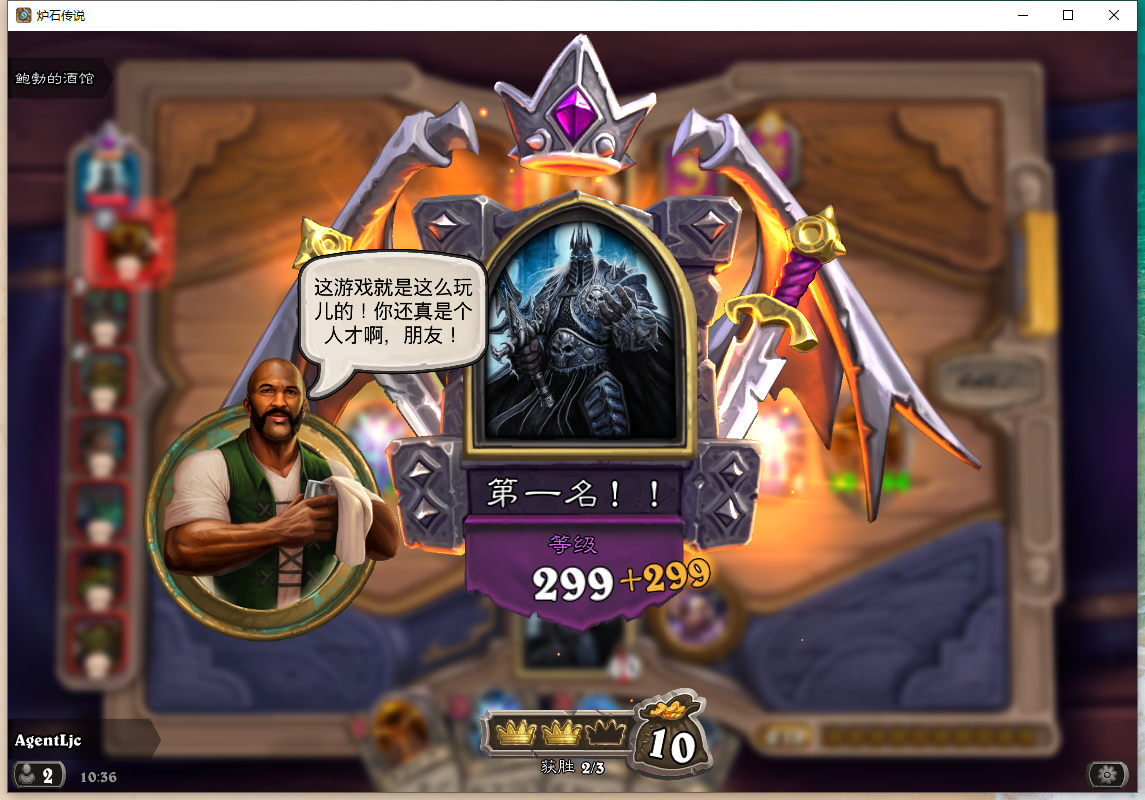 炉石传说
鲍勃的酒馆
这游戏就是这么玩
儿的！你还真是个
人才啊，朋友！
第一名！！
等级
299 +299
10
获胜 2/3
AgentLjc
2 10:36